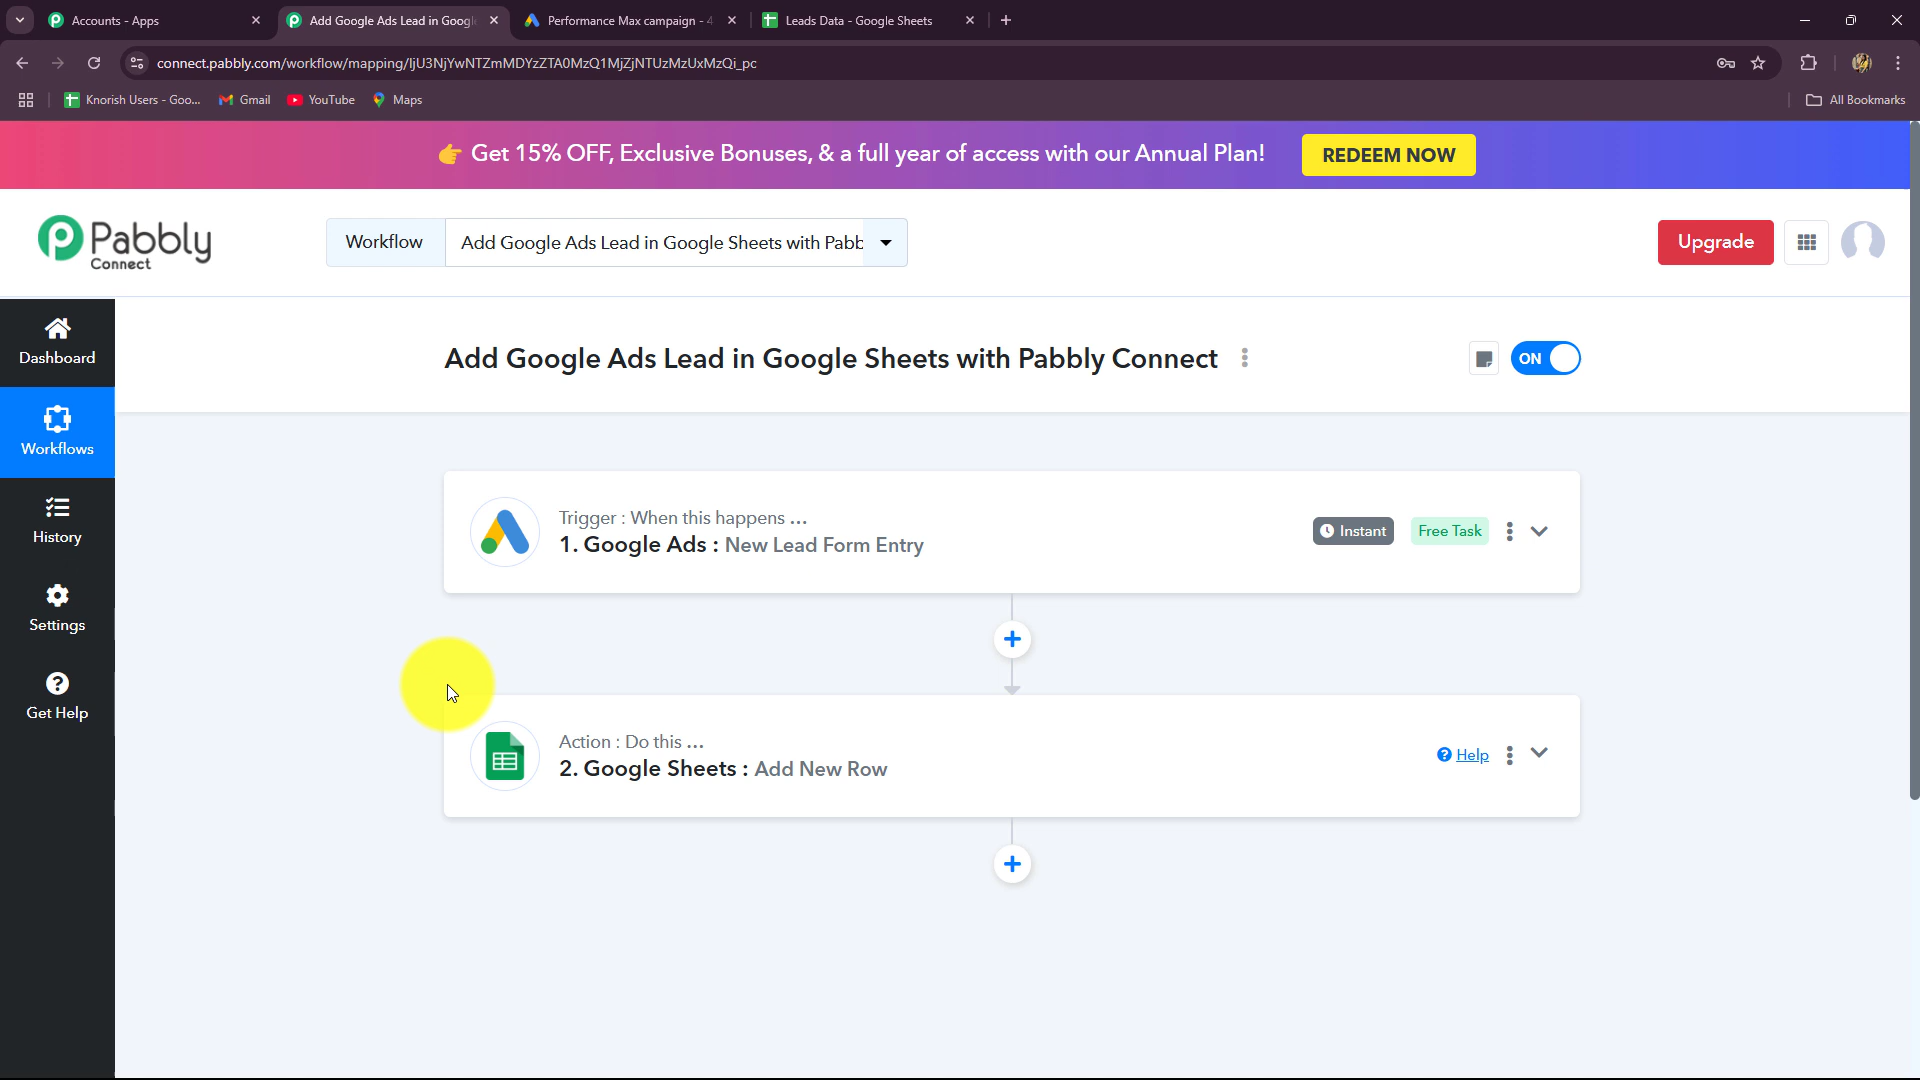 Accounts - Apps
Add Google Ads Lead in Googl
Performance Max campaign - 4
Leads Data - Google Sheets
connect.pabbly.com/workflow/mapping/IjU3NjYwNTZmMDYzZTA0MzQ1MjZjNTUzMzUxMzQi_pc
Knorish Users - Goo...
Gmail
YouTube
Maps
All Bookmarks
👉 Get 15% OFF, Exclusive Bonuses, & a full year of access with our Annual Plan!
REDEEM NOW
Pabbly
Connect
Workflow
Add Google Ads Lead in Google Sheets with Pabb
Upgrade
Dashboard
Workflows
History
Settings
Get Help
Add Google Ads Lead in Google Sheets with Pabbly Connect
ON
Trigger : When this happens ...
1. Google Ads : New Lead Form Entry
Instant
Free Task
Action : Do this ...
2. Google Sheets : Add New Row
Help